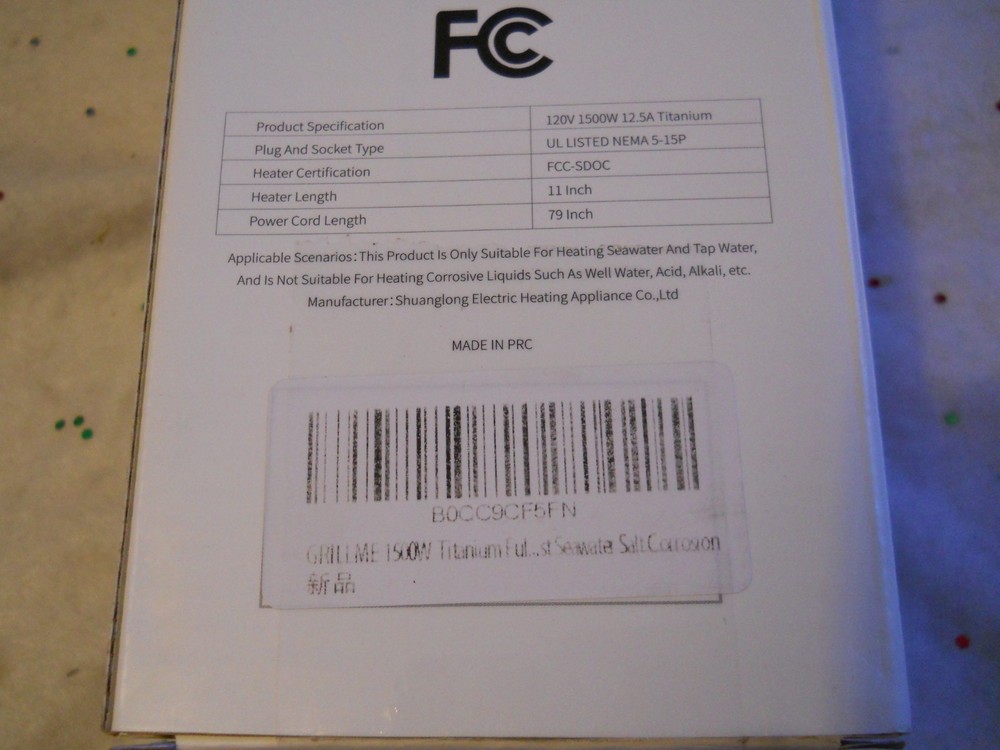 FC
Product Specification 120V 1500W 12.5A Titanium
Plug And Socket Type UL LISTED NEMA 5-15P
Heater Certification FCC-SDOC
Heater Length 11 Inch
Power Cord Length 79 Inch
Applicable Scenarios:This Product Is Only Suitable For Heating Seawater And Tap Water,
And Is Not Suitable For Heating Corrosive Liquids Such As Well Water, Acid, Alkali, etc.
Manufacturer:Shuanglong Electric Heating Appliance Co.,Ltd
MADE IN PRC
B0CC9CF5FN
GRILLME 1500W Titanium Ful...st Seawater Salt Corrosion
新品